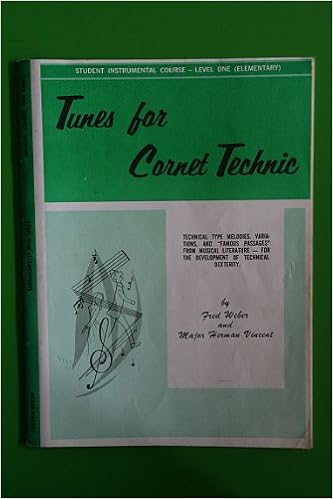 STUDENT INSTRUMENTAL COURSE – LEVEL ONE (ELEMENTARY)
Tunes for
Cornet Technic
TECHNICAL TYPE MELODIES, VARIA-
TIONS, AND "FAMOUS PASSAGES"
FROM MUSICAL LITERATURE — FOR
THE DEVELOPMENT OF TECHNICAL
DEXTERITY.
by
Fred Weber
and
Major Herman Vincent